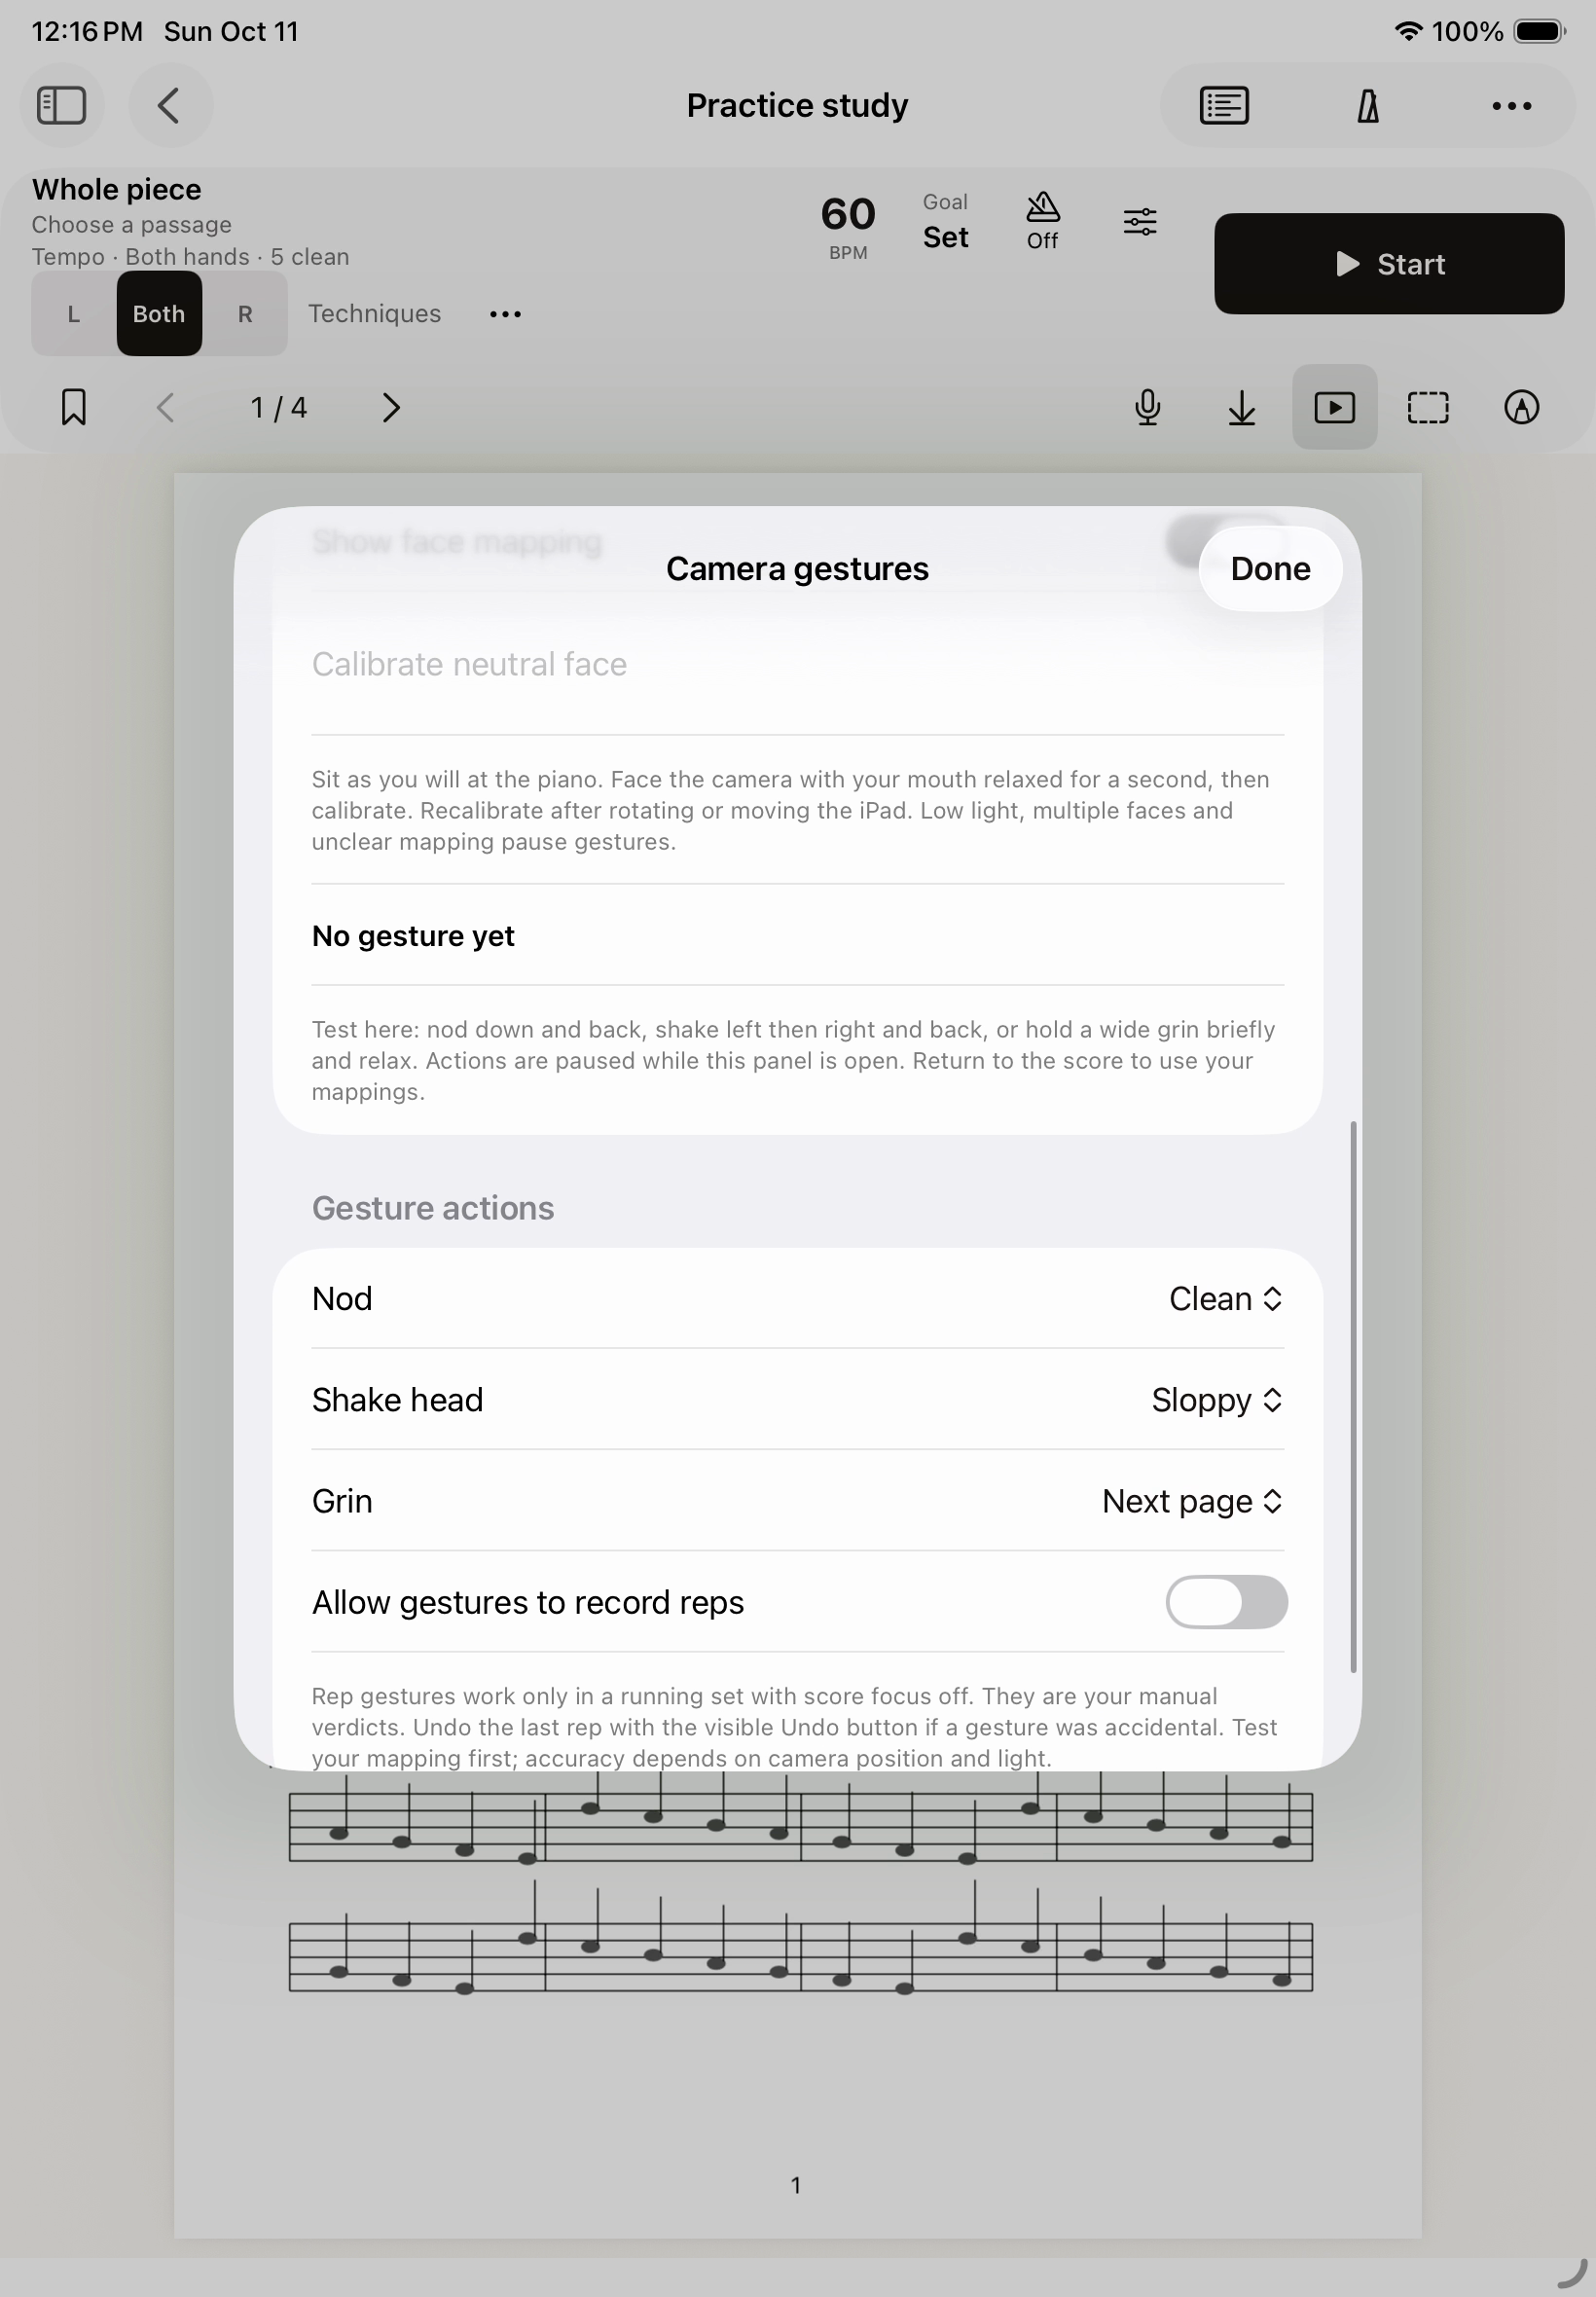 12:16 PM Sun Oct 11
100%
Practice study
Whole piece
Choose a passage
Tempo · Both hands · 5 clean
60
BPM
Goal
Set
Off
Start
L
Both
R
Techniques
1 / 4
Show face mapping
Camera gestures
Done
Calibrate neutral face
Sit as you will at the piano. Face the camera with your mouth relaxed for a second, then
calibrate. Recalibrate after rotating or moving the iPad. Low light, multiple faces and
unclear mapping pause gestures.
No gesture yet
Test here: nod down and back, shake left then right and back, or hold a wide grin briefly
and relax. Actions are paused while this panel is open. Return to the score to use your
mappings.
Gesture actions
Nod
Clean
Shake head
Sloppy
Grin
Next page
Allow gestures to record reps
Rep gestures work only in a running set with score focus off. They are your manual
verdicts. Undo the last rep with the visible Undo button if a gesture was accidental. Test
your mapping first; accuracy depends on camera position and light.
1